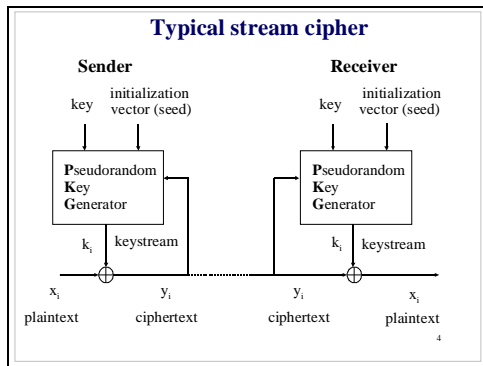 Typical stream cipher
Sender
Receiver
key
initialization
vector (seed)
key
initialization
vector (seed)
Pseudorandom
Key
Generator
Pseudorandom
Key
Generator
ki
keystream
ki
keystream
xi
yi
yi
xi
plaintext
ciphertext
ciphertext
plaintext
4